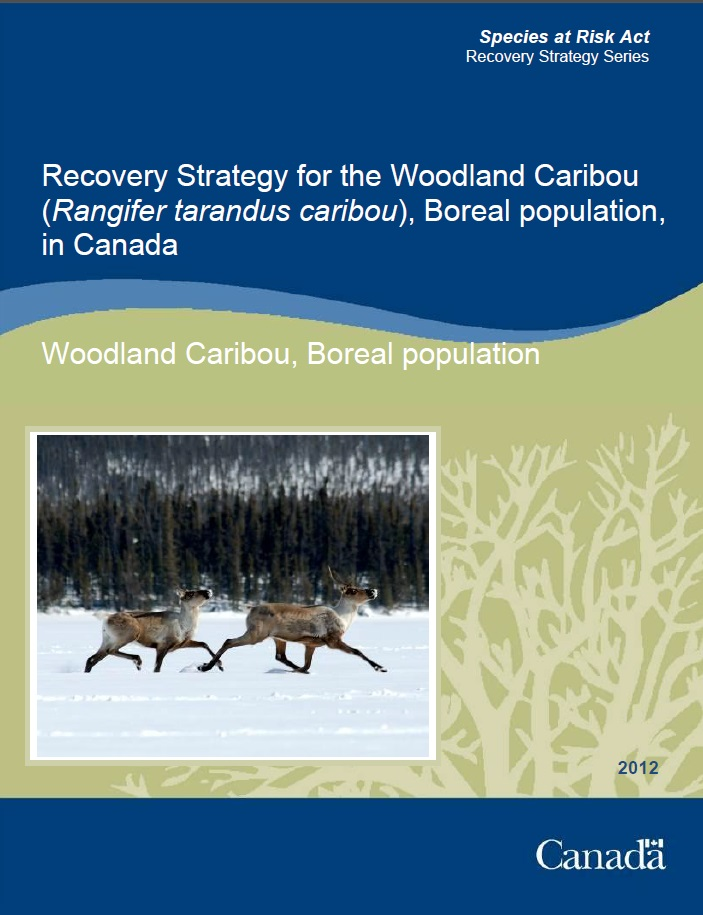 Species at Risk Act
Recovery Strategy Series
Recovery Strategy for the Woodland Caribou
(Rangifer tarandus caribou), Boreal population,
in Canada
Woodland Caribou, Boreal population
2012
Canada